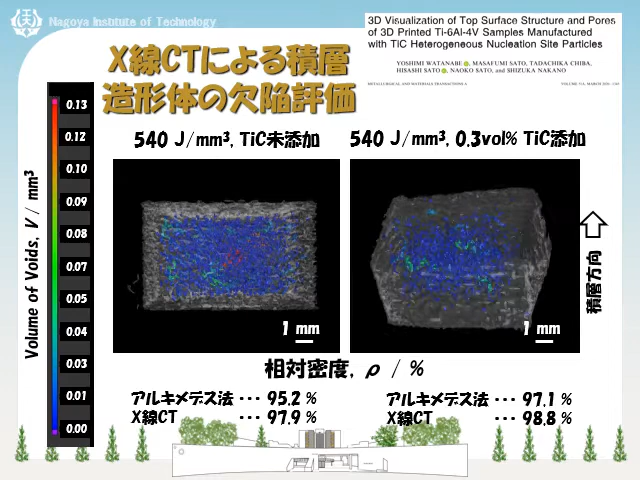 Nagoya Institute of Technology
3D Visualization of Top Surface Structure and Pores
of 3D Printed Ti-6Al-4V Samples Manufactured
with TiC Heterogeneous Nucleation Site Particles
YOSHIMI WATANABE, MASAFUMI SATO, TADACHIKA CHIBA,
HISASHI SATO, NAOKO SATO, and SHIZUKA NAKANO
METALLURGICAL AND MATERIALS TRANSACTIONS A
X線CTによる積層
造形体の欠陥評価
540 J/mm³, TiC未添加
540 J/mm³, 0.3vol% TiC添加
Volume of Voids, V / mm³
0.13
0.12
0.10
0.09
0.08
0.07
0.05
0.04
0.03
0.01
0.00
1 mm
1 mm
積層方向
相対密度, ρ / %
アルキメデス法 ··· 95.2 %
X線CT ··· 97.9 %
アルキメデス法 ··· 97.1 %
X線CT ··· 98.8 %